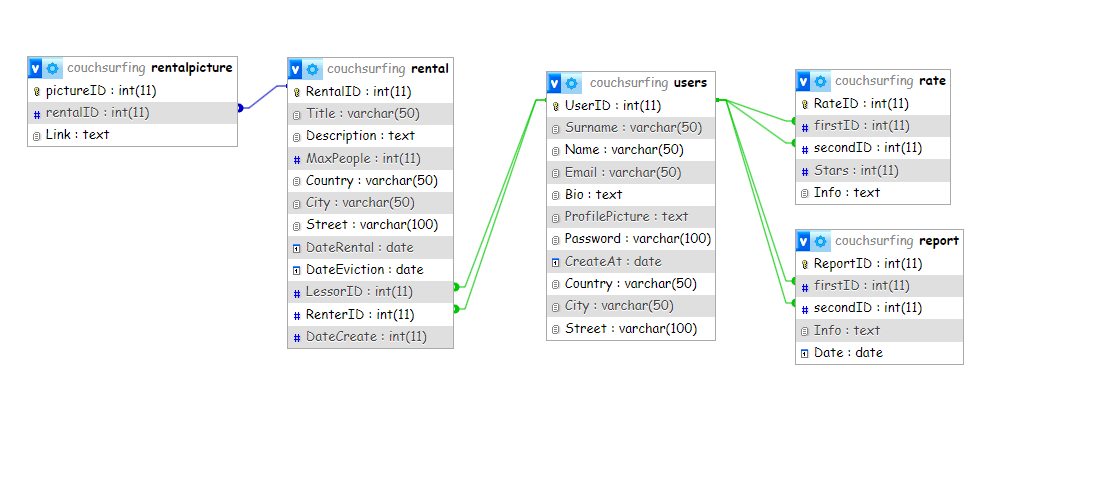 couchsurfing rentalpicture
pictureID : int(11)
rentalID : int(11)
Link : text
couchsurfing rental
RentalID : int(11)
Title : varchar(50)
Description : text
MaxPeople : int(11)
Country : varchar(50)
City : varchar(50)
Street : varchar(100)
DateRental : date
DateEviction : date
LessorID : int(11)
RenterID : int(11)
DateCreate : int(11)
couchsurfing users
UserID : int(11)
Surname : varchar(50)
Name : varchar(50)
Email : varchar(50)
Bio : text
ProfilePicture : text
Password : varchar(100)
CreateAt : date
Country : varchar(50)
City : varchar(50)
Street : varchar(100)
couchsurfing rate
RateID : int(11)
firstID : int(11)
secondID : int(11)
Stars : int(11)
Info : text
couchsurfing report
ReportID : int(11)
firstID : int(11)
secondID : int(11)
Info : text
Date : date